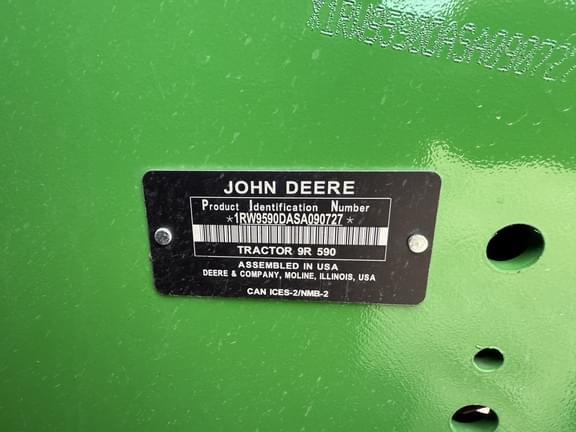 X1RW9590DASA090727
JOHN DEERE
Product Identification Number
*1RW9590DASA090727*
TRACTOR 9R 590
ASSEMBLED IN USA
DEERE & COMPANY, MOLINE, ILLINOIS, USA
CAN ICES-2/NMB-2